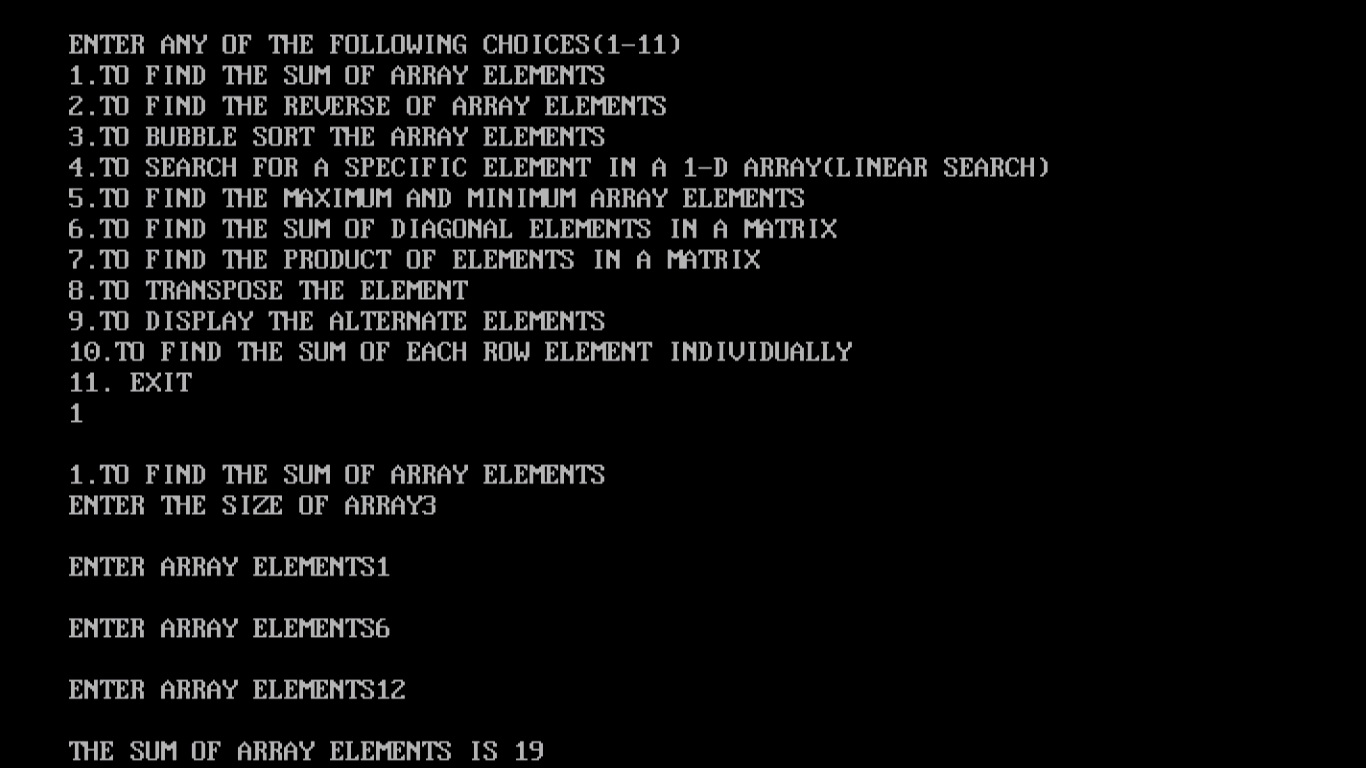 ENTER ANY OF THE FOLLOWING CHOICES(1-11)
1.TO FIND THE SUM OF ARRAY ELEMENTS
2.TO FIND THE REVERSE OF ARRAY ELEMENTS
3.TO BUBBLE SORT THE ARRAY ELEMENTS
4.TO SEARCH FOR A SPECIFIC ELEMENT IN A 1-D ARRAY(LINEAR SEARCH)
5.TO FIND THE MAXIMUM AND MINIMUM ARRAY ELEMENTS
6.TO FIND THE SUM OF DIAGONAL ELEMENTS IN A MATRIX
7.TO FIND THE PRODUCT OF ELEMENTS IN A MATRIX
8.TO TRANSPOSE THE ELEMENT
9.TO DISPLAY THE ALTERNATE ELEMENTS
10.TO FIND THE SUM OF EACH ROW ELEMENT INDIVIDUALLY
11. EXIT
1
1.TO FIND THE SUM OF ARRAY ELEMENTS
ENTER THE SIZE OF ARRAY3
ENTER ARRAY ELEMENTS1
ENTER ARRAY ELEMENTS6
ENTER ARRAY ELEMENTS12
THE SUM OF ARRAY ELEMENTS IS 19